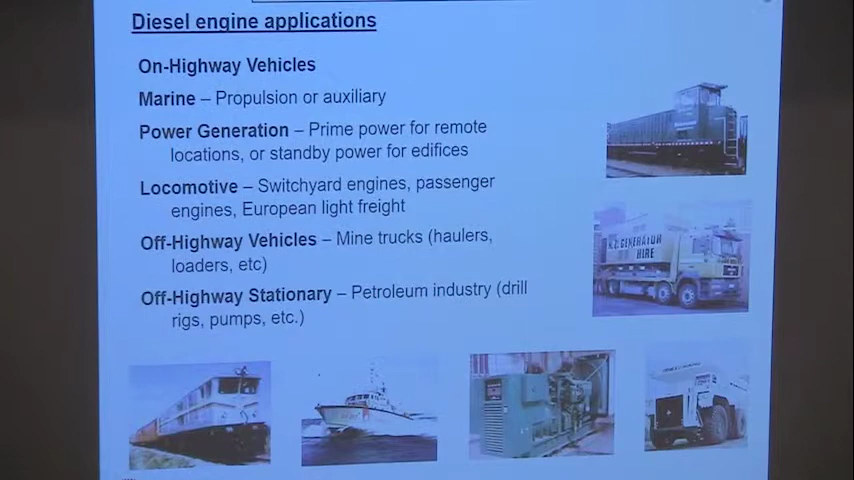 Diesel engine applications
On-Highway Vehicles
Marine – Propulsion or auxiliary
Power Generation – Prime power for remote
locations, or standby power for edifices
Locomotive – Switchyard engines, passenger
engines, European light freight
Off-Highway Vehicles – Mine trucks (haulers,
loaders, etc)
Off-Highway Stationary – Petroleum industry (drill
rigs, pumps, etc.)
GENERATOR
HIRE